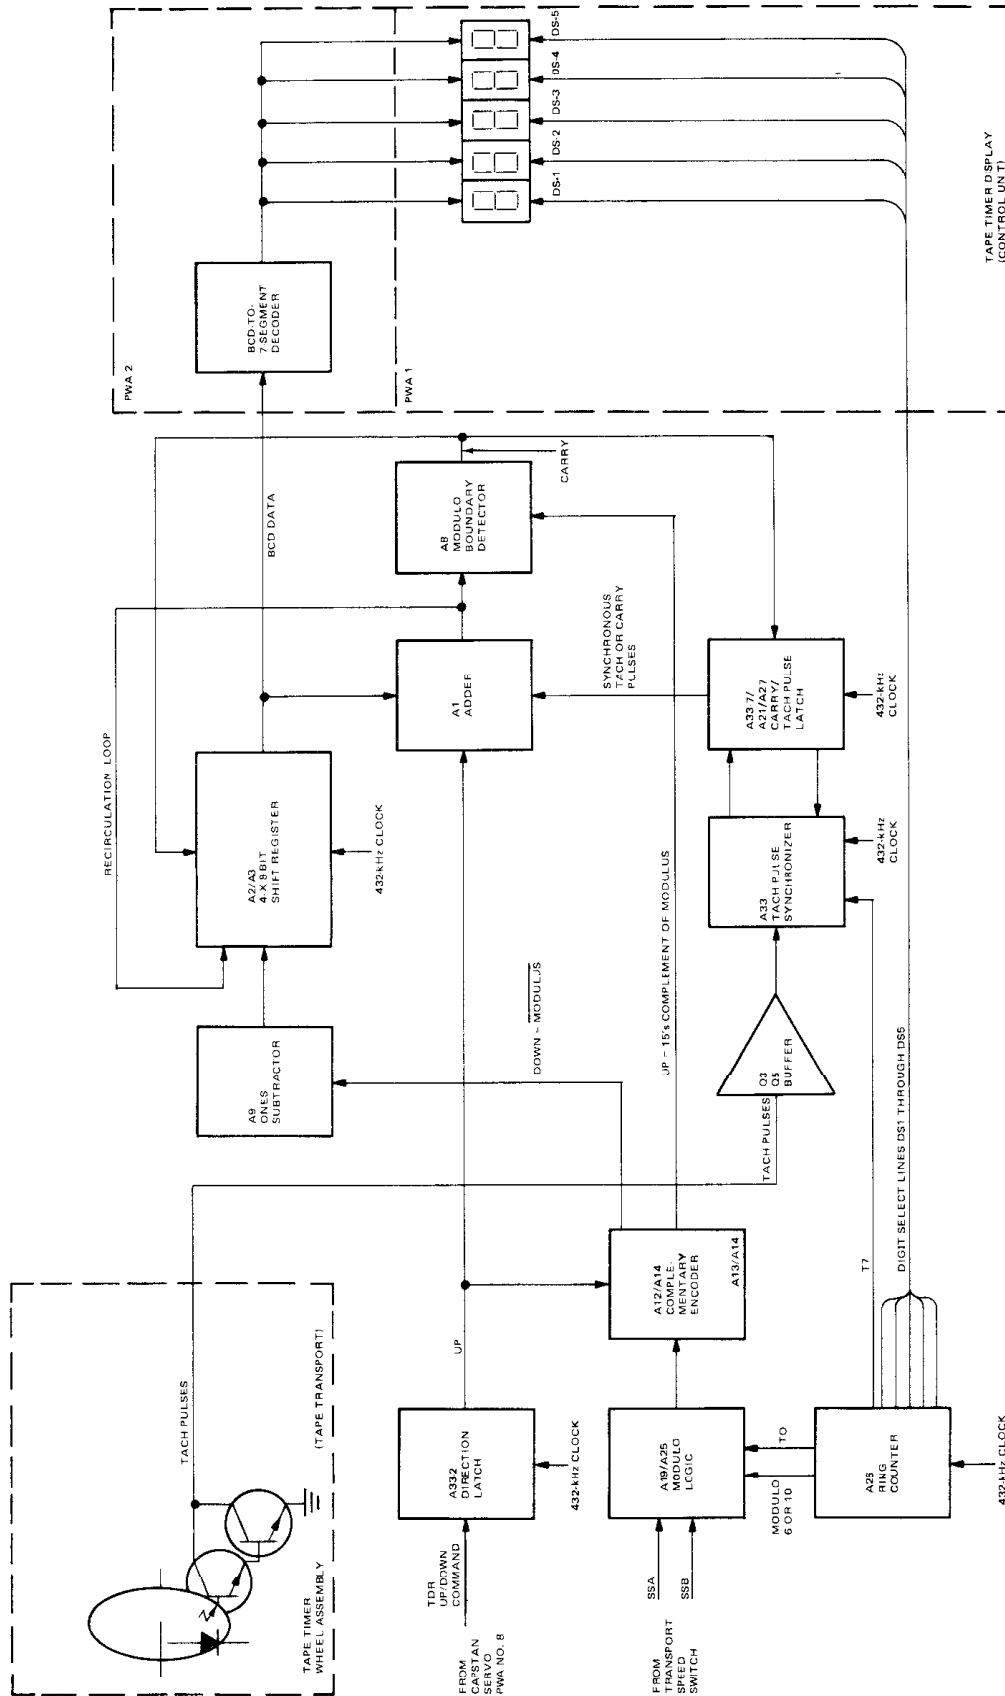 TAPE TIMER
WHEEL ASSEMBLY
(TAPE TRANSPORT)
TACH PULSES
FROM
CAPSTAN
SERVO
PWA NO. 8
TDR
UP/DOWN
COMMAND
A33-2
DIRECTION
LATCH
432-kHz CLOCK
UP
FROM
TRANSPORT
SPEED
SWITCH
SSA
SSB
A19/A25
MODULO
LOGIC
MODULO
6 OR 10
TO
A26
RING
COUNTER
432-kHz CLOCK
A12/A14
COMPLE-
MENTARY
ENCODER
A13/A14
T7
DIGIT SELECT LINES DS1 THROUGH DS5
TACH PULSES
Q3
Q5
BUFFER
A9
ONES
SUBTRACTOR
DOWN = MODULUS
UP = 15's COMPLEMENT OF MODULUS
RECIRCULATION LOOP
A2/A3
4-X 8 BIT
SHIFT REGISTER
432-kHz CLOCK
A33
TACH PULSE
SYNCHRONIZER
432-kHz
CLOCK
A1
ADDER
SYNCHRONOUS
TACH OR CARRY
PULSES
A33-7/
A21/A27
CARRY/
TACH PULSE
LATCH
432-kHz
CLOCK
BCD DATA
A8
MODULO
BOUNDARY
DETECTOR
CARRY
PWA 2
BCD-TO-
7-SEGMENT
DECODER
PWA 1
DS-1
DS-2
DS-3
DS-4
DS-5
TAPE TIMER DISPLAY
(CONTROL UNIT)